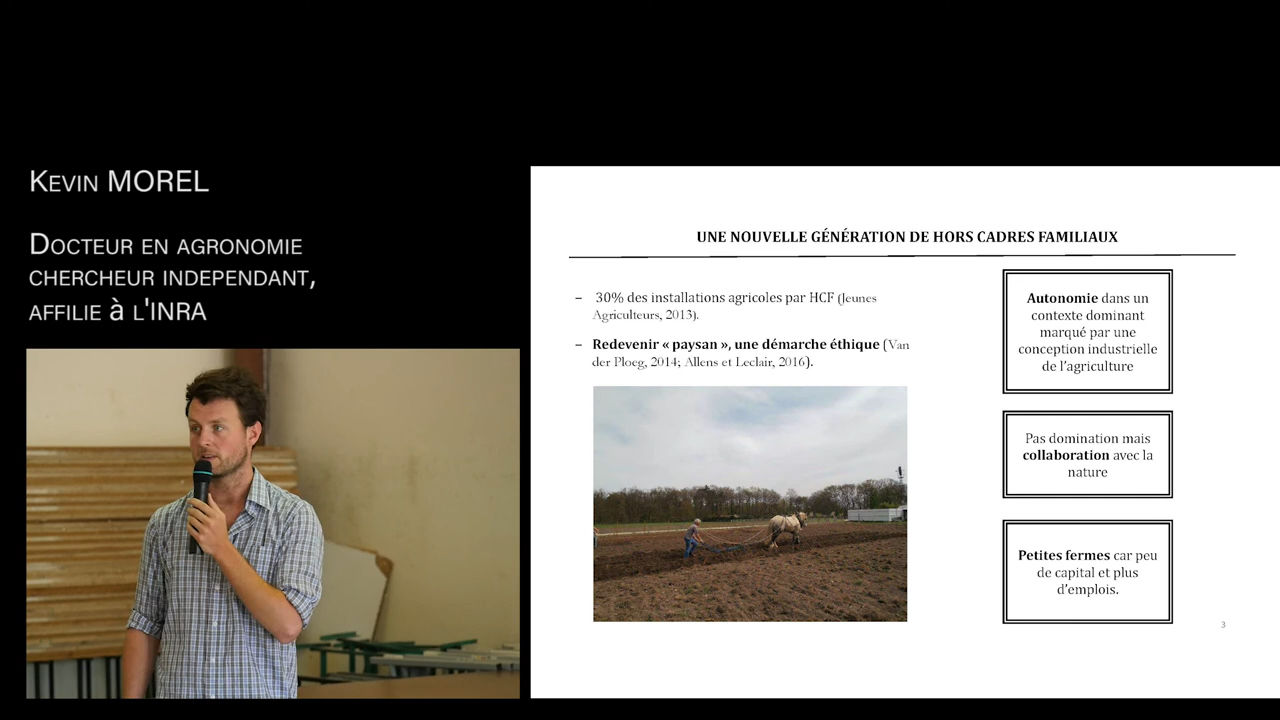 Kevin MOREL
Docteur en agronomie
chercheur independant,
affilie à l'INRA
UNE NOUVELLE GÉNÉRATION DE HORS CADRES FAMILIAUX
– 30% des installations agricoles par HCF (Jeunes
Agriculteurs, 2013).
– Redevenir « paysan », une démarche éthique (Van
der Ploeg, 2014; Allens et Leclair, 2016).
Autonomie dans un
contexte dominant
marqué par une
conception industrielle
de l'agriculture
Pas domination mais
collaboration avec la
nature
Petites fermes car peu
de capital et plus
d'emplois.
3